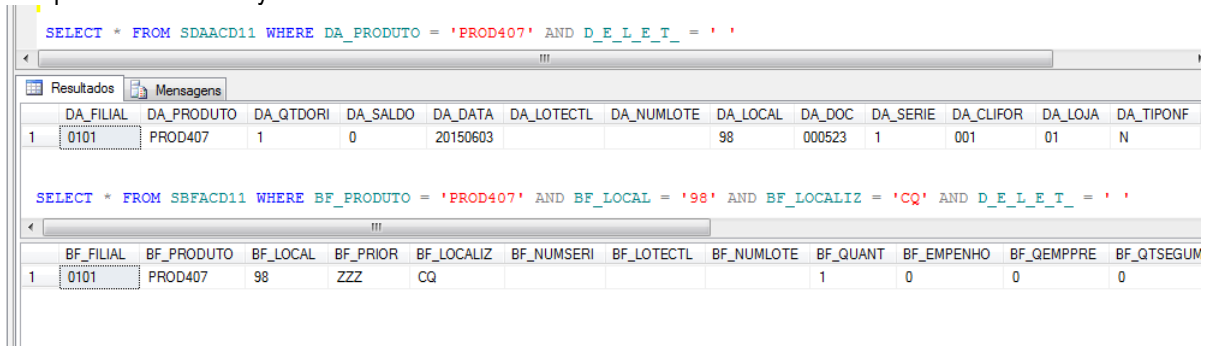 SELECT * FROM SDAACD11 WHERE DA_PRODUTO = 'PROD407' AND D_E_L_E_T_ = ' '
Resultados Mensagens
DA_FILIAL DA_PRODUTO DA_QTDORI DA_SALDO DA_DATA DA_LOTECTL DA_NUMLOTE DA_LOCAL DA_DOC DA_SERIE DA_CLIFOR DA_LOJA DA_TIPONF
1 0101 PROD407 1 0 20150603 98 000523 1 001 01 N
SELECT * FROM SBFACD11 WHERE BF_PRODUTO = 'PROD407' AND BF_LOCAL = '98' AND BF_LOCALIZ = 'CQ' AND D_E_L_E_T_ = ' '
BF_FILIAL BF_PRODUTO BF_LOCAL BF_PRIOR BF_LOCALIZ BF_NUMSERI BF_LOTECTL BF_NUMLOTE BF_QUANT BF_EMPENHO BF_QEMPPRE BF_QTSEGUM
1 0101 PROD407 98 ZZZ CQ 1 0 0 0